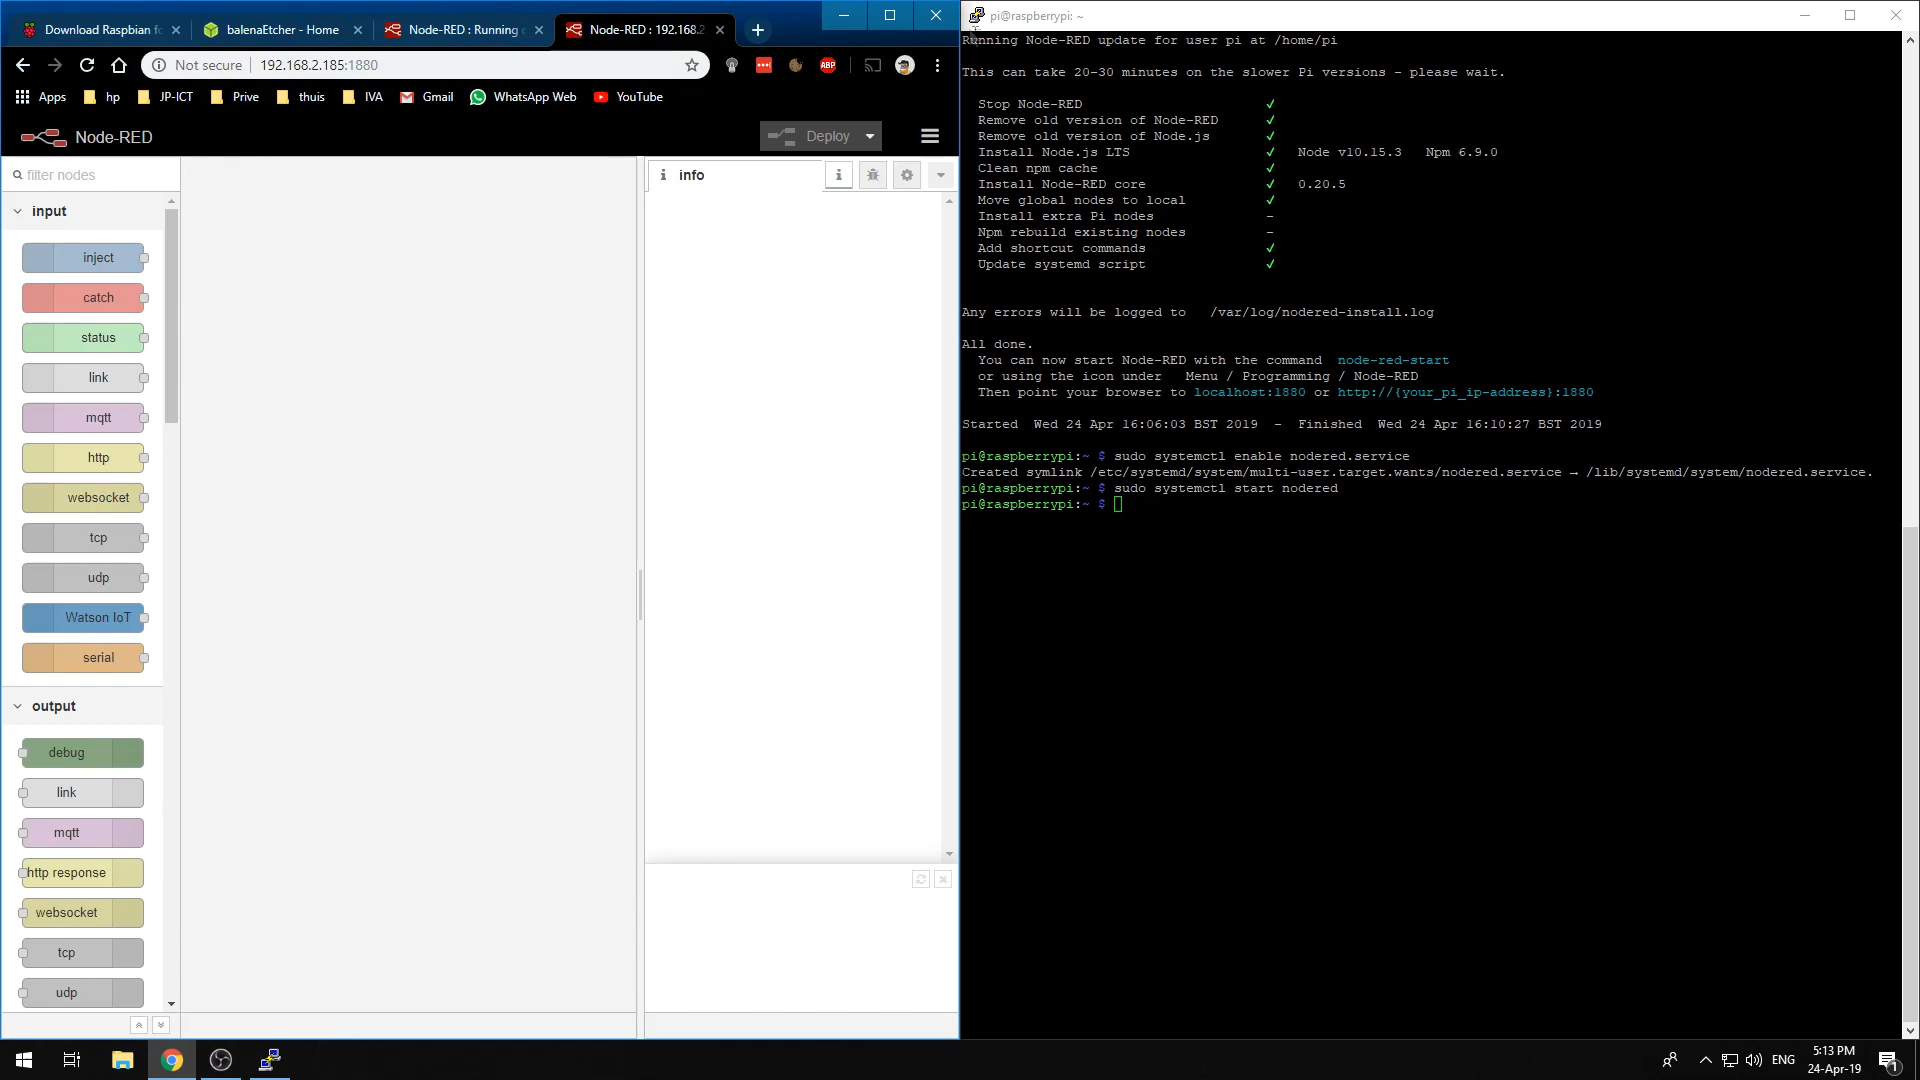 Download Raspbian fo
balenaEtcher - Home
Node-RED : Running o
Node-RED : 192.168.2
Not secure 192.168.2.185:1880
ABP
Apps hp JP-ICT Prive thuis IVA Gmail WhatsApp Web YouTube
Node-RED
Deploy
filter nodes
input
inject
catch
status
link
mqtt
http
websocket
tcp
udp
Watson IoT
serial
output
debug
link
mqtt
http response
websocket
tcp
udp
i info
i
pi@raspberrypi: ~
Running Node-RED update for user pi at /home/pi
This can take 20-30 minutes on the slower Pi versions - please wait.
Stop Node-RED ✓
Remove old version of Node-RED ✓
Remove old version of Node.js ✓
Install Node.js LTS ✓ Node v10.15.3 Npm 6.9.0
Clean npm cache ✓
Install Node-RED core ✓ 0.20.5
Move global nodes to local ✓
Install extra Pi nodes -
Npm rebuild existing nodes -
Add shortcut commands ✓
Update systemd script ✓
Any errors will be logged to /var/log/nodered-install.log
All done.
You can now start Node-RED with the command node-red-start
or using the icon under Menu / Programming / Node-RED
Then point your browser to localhost:1880 or http://{your_pi_ip-address}:1880
Started Wed 24 Apr 16:06:03 BST 2019 - Finished Wed 24 Apr 16:10:27 BST 2019
pi@raspberrypi:~ $ sudo systemctl enable nodered.service
Created symlink /etc/systemd/system/multi-user.target.wants/nodered.service → /lib/systemd/system/nodered.service.
pi@raspberrypi:~ $ sudo systemctl start nodered
pi@raspberrypi:~ $
ENG
5:13 PM
24-Apr-19
1